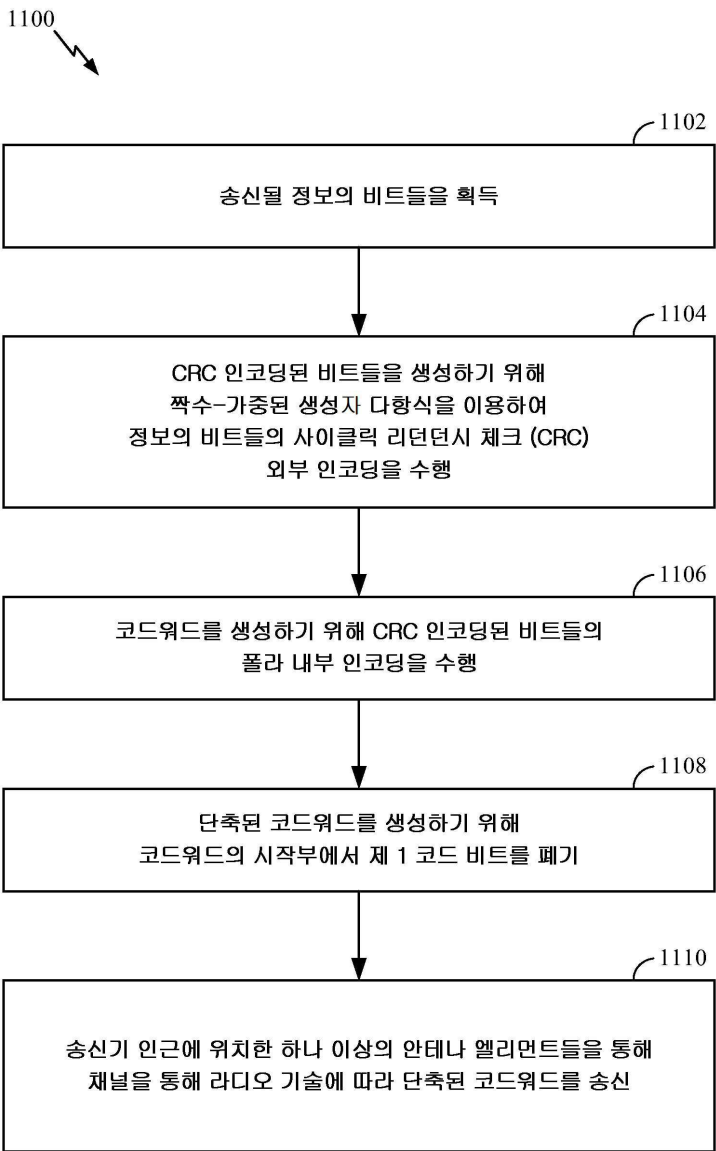 1100
1102
송신될 정보의 비트들을 획득
1104
CRC 인코딩된 비트들을 생성하기 위해
짝수-가중된 생성자 다항식을 이용하여
정보의 비트들의 사이클릭 리던던시 체크 (CRC)
외부 인코딩을 수행
1106
코드워드를 생성하기 위해 CRC 인코딩된 비트들의
폴라 내부 인코딩을 수행
1108
단축된 코드워드를 생성하기 위해
코드워드의 시작부에서 제 1 코드 비트를 폐기
1110
송신기 인근에 위치한 하나 이상의 안테나 엘리먼트들을 통해
채널을 통해 라디오 기술에 따라 단축된 코드워드를 송신